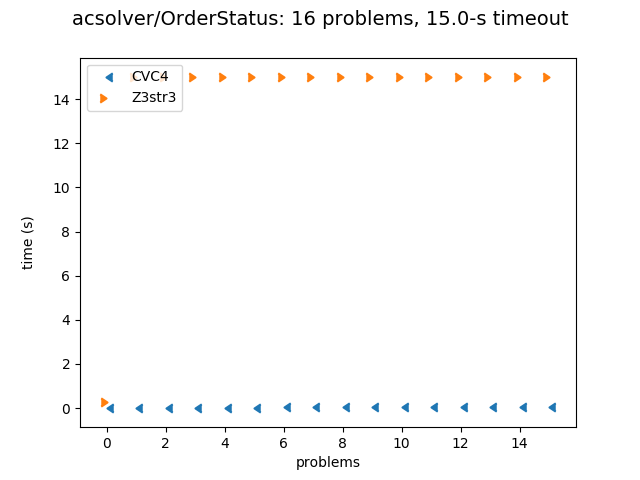 acsolver/OrderStatus: 16 problems, 15.0-s timeout
CVC4
Z3str3
14
12
10
8
6
4
2
0
time (s)
0 2 4 6 8 10 12 14
problems